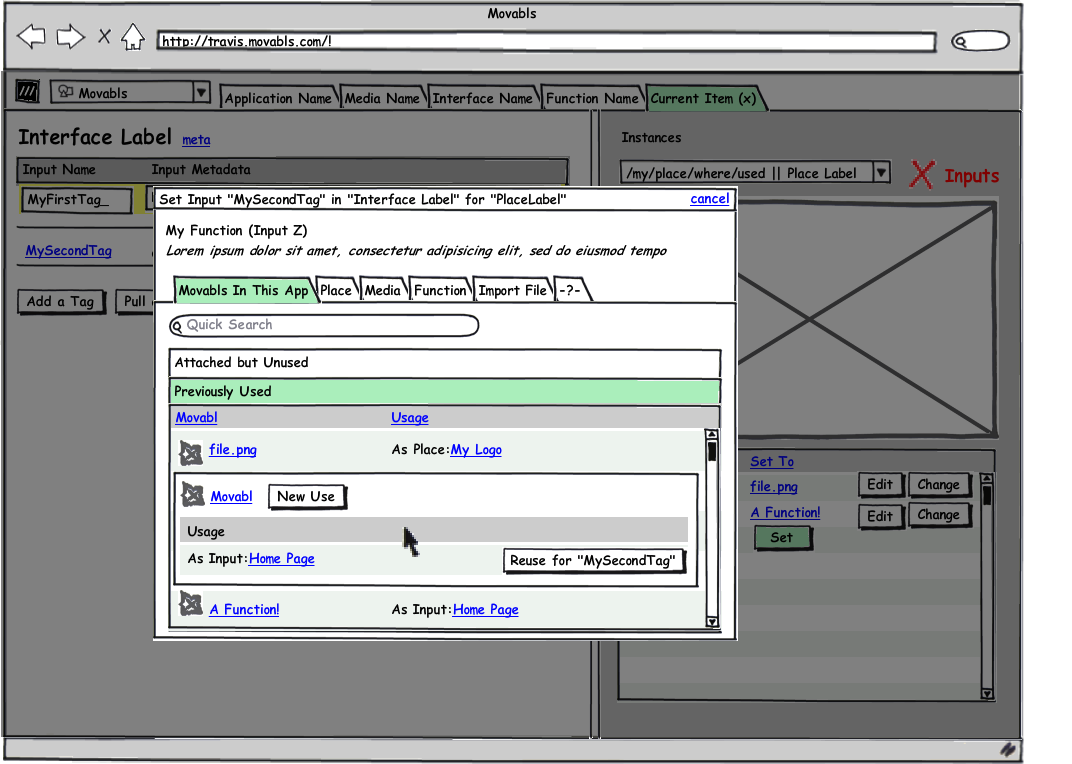 Movabls
http://travis.movabls.com/!
Movabls
Application Name
Media Name
Interface Name
Function Name
Current Item (x)
Interface Label meta
Input Name Input Metadata
MyFirstTag_
MySecondTag
Add a Tag
Pull
Instances
/my/place/where/used || Place Label
X Inputs
Set Input "MySecondTag" in "Interface Label" for "PlaceLabel" cancel
My Function (Input Z)
Lorem ipsum dolor sit amet, consectetur adipisicing elit, sed do eiusmod tempo
Movabls In This App
Place
Media
Function
Import File
-?-
Quick Search
Attached but Unused
Previously Used
Movabl Usage
file.png As Place:My Logo
Movabl New Use
Usage
As Input:Home Page Reuse for "MySecondTag"
A Function! As Input:Home Page
Set To
file.png Edit Change
A Function! Edit Change
Set